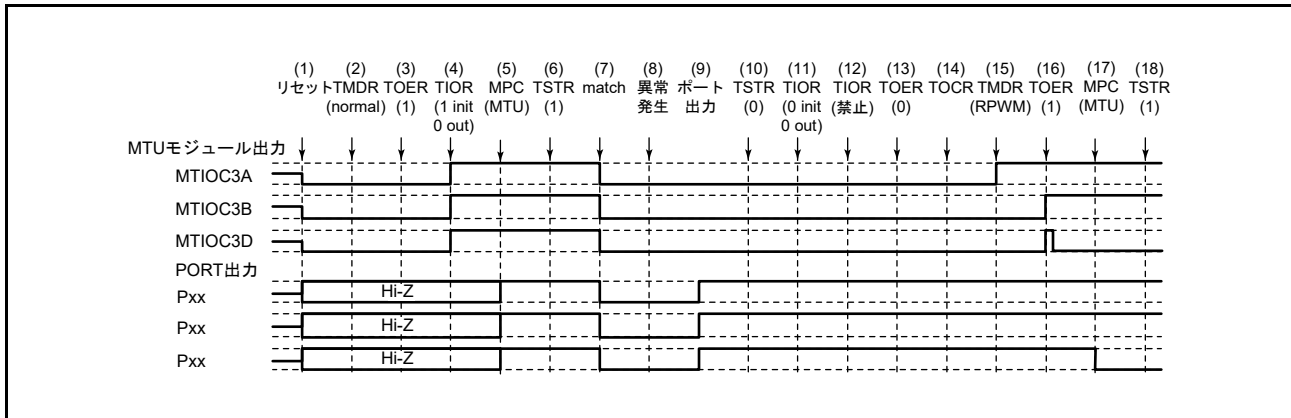 (1) (2) (3) (4) (5) (6) (7) (8) (9) (10) (11) (12) (13) (14) (15) (16) (17) (18)
リセット TMDR TOER TIOR MPC TSTR match 異常 ポート TSTR TIOR TIOR TOER TOCR TMDR TOER MPC TSTR
(normal) (1) (1 init (MTU) (1) 発生 出力 (0) (0 init (禁止) (0) (RPWM) (1) (MTU) (1)
0 out) 0 out)
MTUモジュール出力
MTIOC3A
MTIOC3B
MTIOC3D
PORT出力
Pxx Hi-Z
Pxx Hi-Z
Pxx Hi-Z